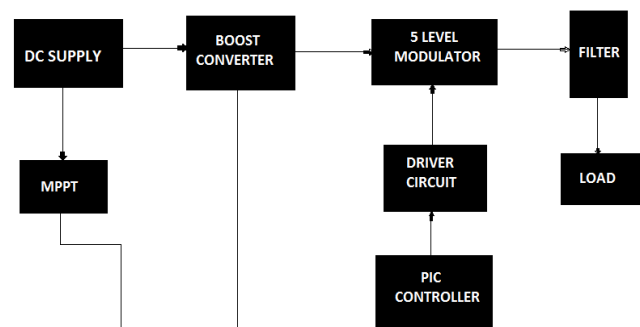 DC SUPPLY
BOOST
CONVERTER
5 LEVEL
MODULATOR
FILTER
MPPT
DRIVER
CIRCUIT
LOAD
PIC
CONTROLLER